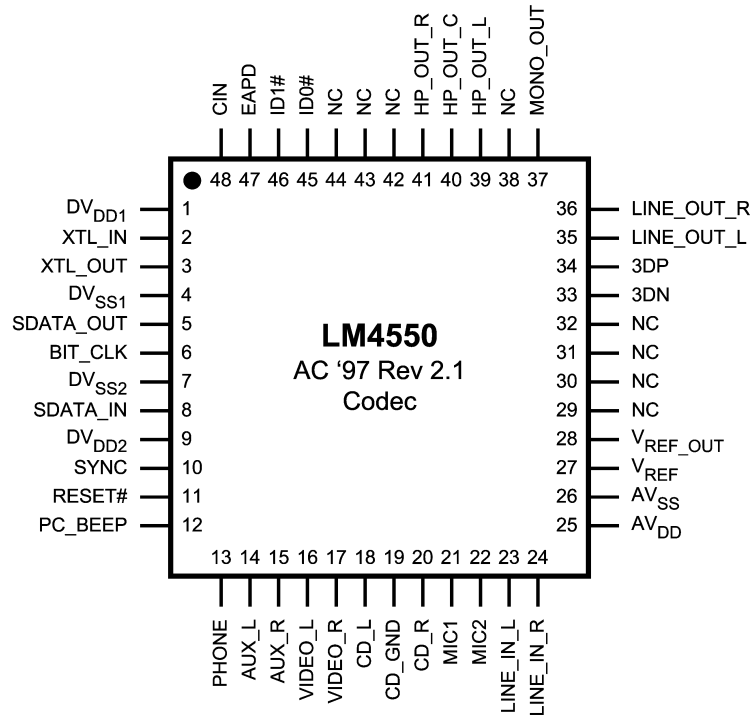 CIN
EAPD
ID1#
ID0#
NC
NC
NC
HP_OUT_R
HP_OUT_C
HP_OUT_L
NC
MONO_OUT
48 47 46 45 44 43 42 41 40 39 38 37
DVDD1 1
XTL_IN 2
XTL_OUT 3
DVSS1 4
SDATA_OUT 5
BIT_CLK 6
DVSS2 7
SDATA_IN 8
DVDD2 9
SYNC 10
RESET# 11
PC_BEEP 12
LM4550
AC ‘97 Rev 2.1
Codec
36 LINE_OUT_R
35 LINE_OUT_L
34 3DP
33 3DN
32 NC
31 NC
30 NC
29 NC
28 VREF_OUT
27 VREF
26 AVSS
25 AVDD
13 14 15 16 17 18 19 20 21 22 23 24
PHONE
AUX_L
AUX_R
VIDEO_L
VIDEO_R
CD_L
CD_GND
CD_R
MIC1
MIC2
LINE_IN_L
LINE_IN_R